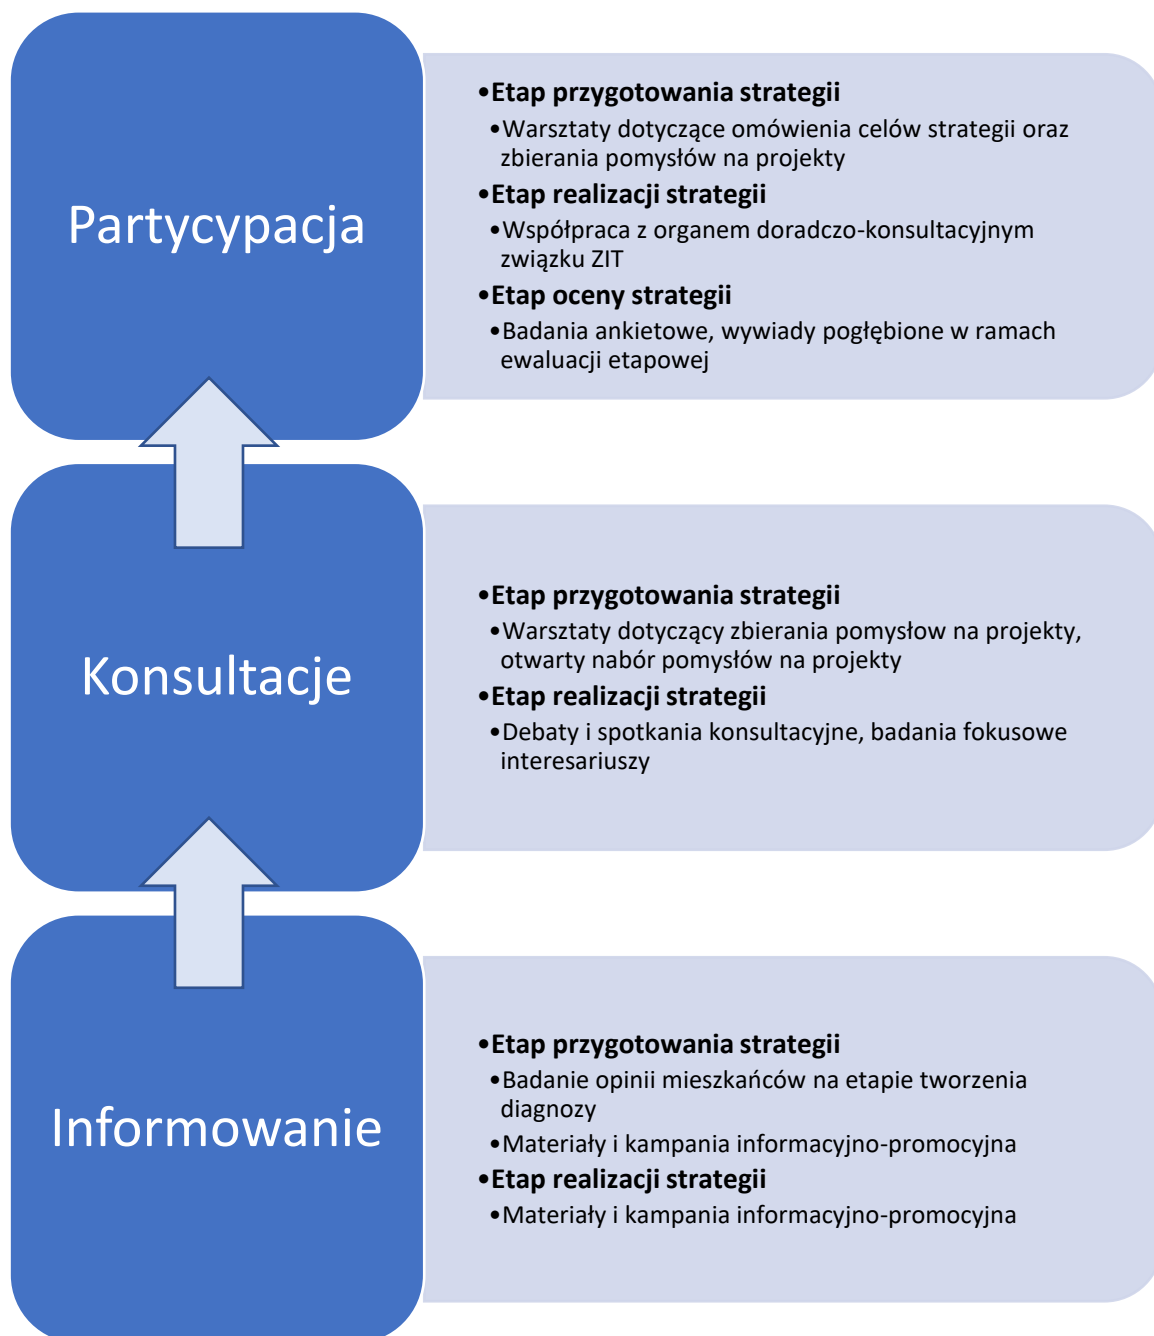 Partycypacja
•Etap przygotowania strategii
•Warsztaty dotyczące omówienia celów strategii oraz
zbierania pomysłów na projekty
•Etap realizacji strategii
•Współpraca z organem doradczo-konsultacyjnym
związku ZIT
•Etap oceny strategii
•Badania ankietowe, wywiady pogłębione w ramach
ewaluacji etapowej
Konsultacje
•Etap przygotowania strategii
•Warsztaty dotyczący zbierania pomysłow na projekty,
otwarty nabór pomysłów na projekty
•Etap realizacji strategii
•Debaty i spotkania konsultacyjne, badania fokusowe
interesariuszy
Informowanie
•Etap przygotowania strategii
•Badanie opinii mieszkańców na etapie tworzenia
diagnozy
•Materiały i kampania informacyjno-promocyjna
•Etap realizacji strategii
•Materiały i kampania informacyjno-promocyjna